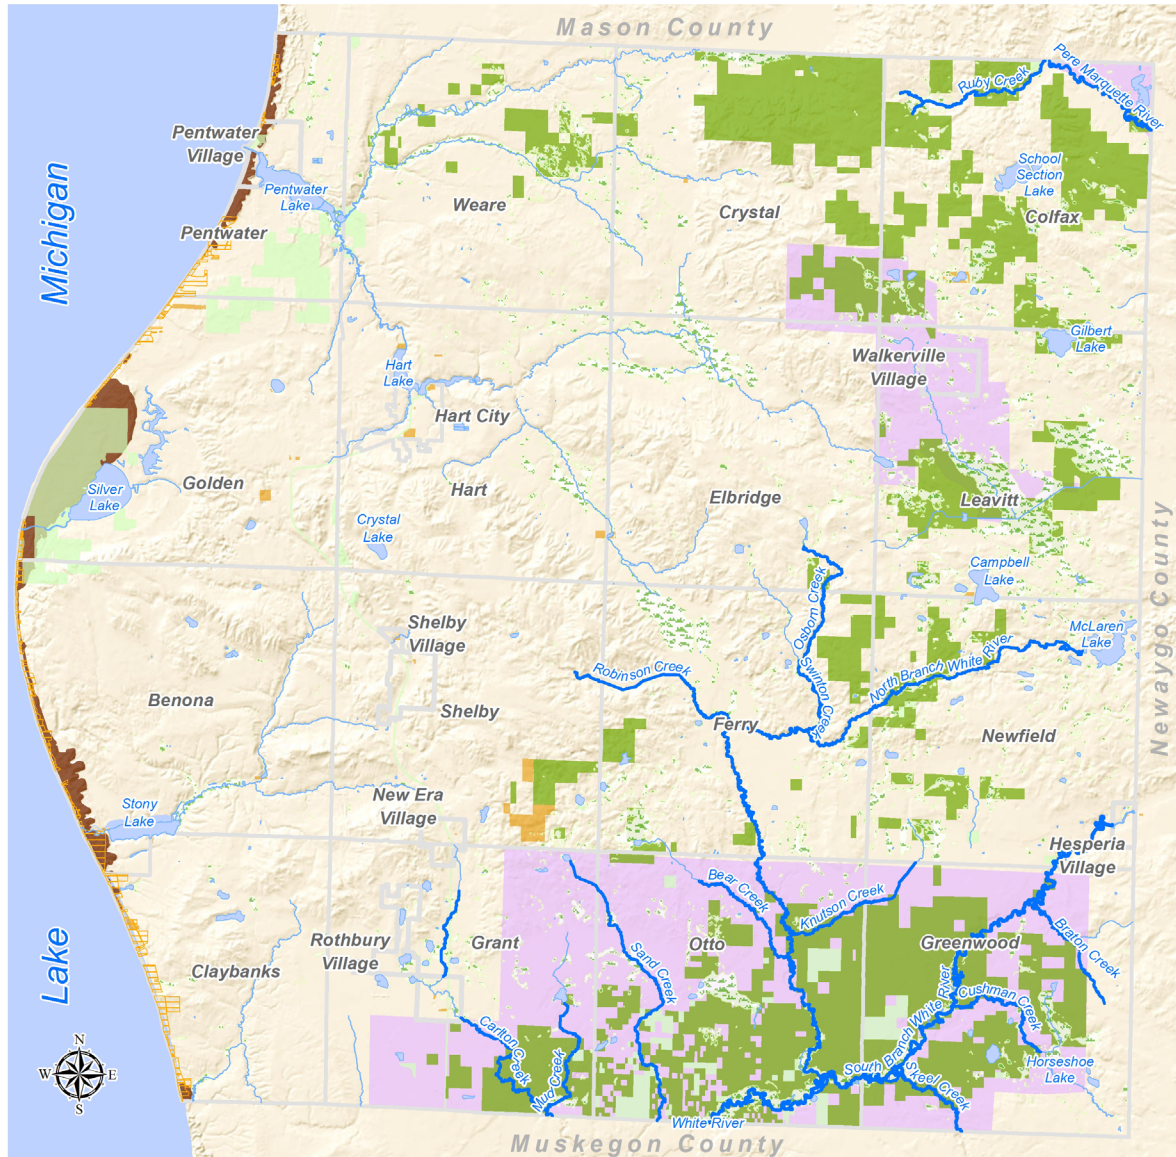 Mason County
Pere Marquette River
Ruby Creek
Pentwater
Village
School
Section
Lake
Michigan
Pentwater
Lake
Weare
Crystal
Colfax
Pentwater
Gilbert
Lake
Walkerville
Village
Hart
Lake
Hart City
Golden
Silver
Lake
Hart
Elbridge
Leavitt
Crystal
Lake
Newaygo County
Campbell
Lake
Osborn Creek
Shelby
Village
McLaren
Lake
Robinson Creek
Swinton Creek
North Branch White River
Benona
Shelby
Ferry
Newfield
Stony
Lake
New Era
Village
Hesperia
Village
Bear Creek
Knutson Creek
Lake
Rothbury
Village
Grant
Otto
Greenwood
Braton Creek
Claybanks
Sand Creek
Cushman Creek
N
W
E
S
Carlton Creek
Mud Creek
South Branch White River
Skeel Creek
Horseshoe
Lake
White River
Muskegon County